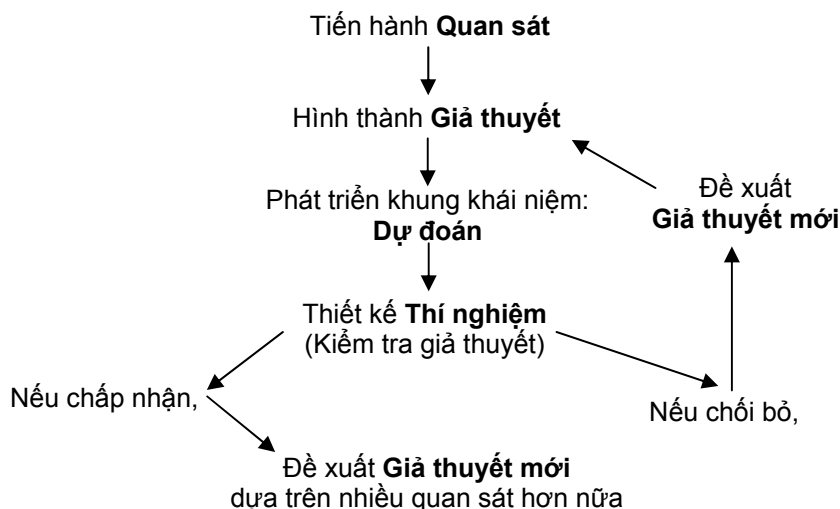 Tiến hành Quan sát
Hình thành Giả thuyết
Phát triển khung khái niệm:
Dự đoán
Đề xuất
Giả thuyết mới
Thiết kế Thí nghiệm
(Kiểm tra giả thuyết)
Nếu chấp nhận,
Nếu chối bỏ,
Đề xuất Giả thuyết mới
dựa trên nhiều quan sát hơn nữa